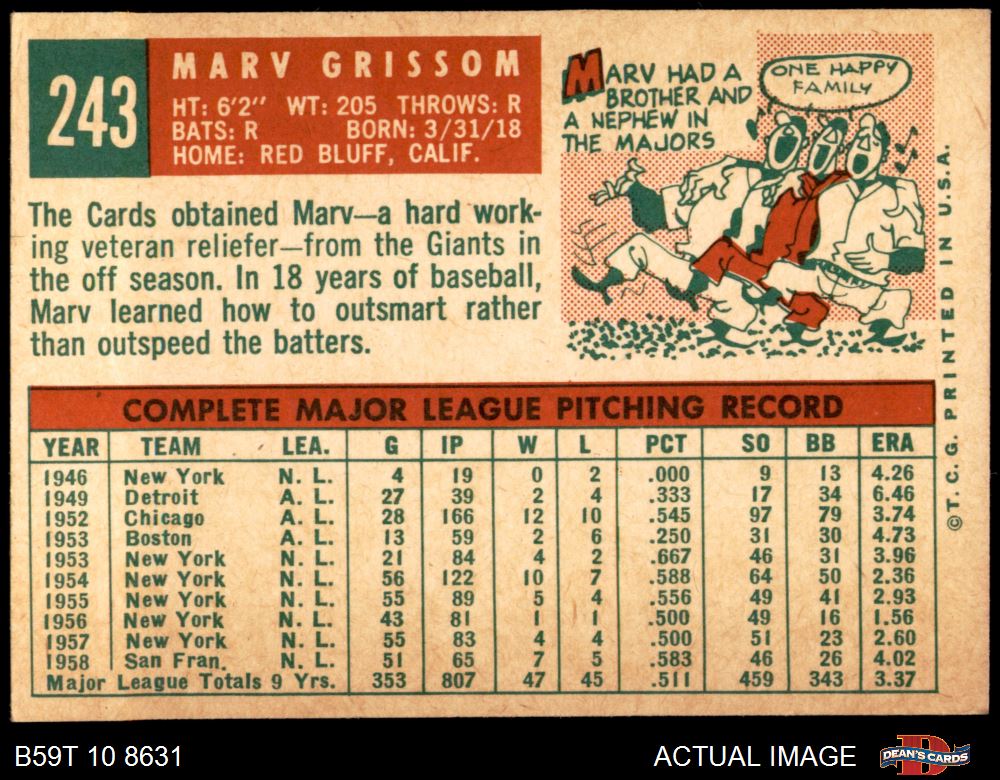 243
MARV GRISSOM
HT: 6'2" WT: 205 THROWS: R
BATS: R BORN: 3/31/18
HOME: RED BLUFF, CALIF.
MARV HAD A
BROTHER AND
A NEPHEW IN
THE MAJORS
ONE HAPPY
FAMILY
The Cards obtained Marv—a hard work-
ing veteran reliefer—from the Giants in
the off season. In 18 years of baseball,
Marv learned how to outsmart rather
than outspeed the batters.
COMPLETE MAJOR LEAGUE PITCHING RECORD
YEAR TEAM LEA. G IP W L PCT SO BB ERA
1946 New York N. L. 4 19 0 2 .000 9 13 4.26
1949 Detroit A. L. 27 39 2 4 .333 17 34 6.46
1952 Chicago A. L. 28 166 12 10 .545 97 79 3.74
1953 Boston A. L. 13 59 2 6 .250 31 30 4.73
1953 New York N. L. 21 84 4 2 .667 46 31 3.96
1954 New York N. L. 56 122 10 7 .588 64 50 2.36
1955 New York N. L. 55 89 5 4 .556 49 41 2.93
1956 New York N. L. 43 81 1 1 .500 49 16 1.56
1957 New York N. L. 55 83 4 4 .500 51 23 2.60
1958 San Fran. N. L. 51 65 7 5 .583 46 26 4.02
Major League Totals 9 Yrs. 353 807 47 45 .511 459 343 3.37
©T. C. G. PRINTED IN U.S.A.
B59T 10 8631
ACTUAL IMAGE
DEAN'S CARDS